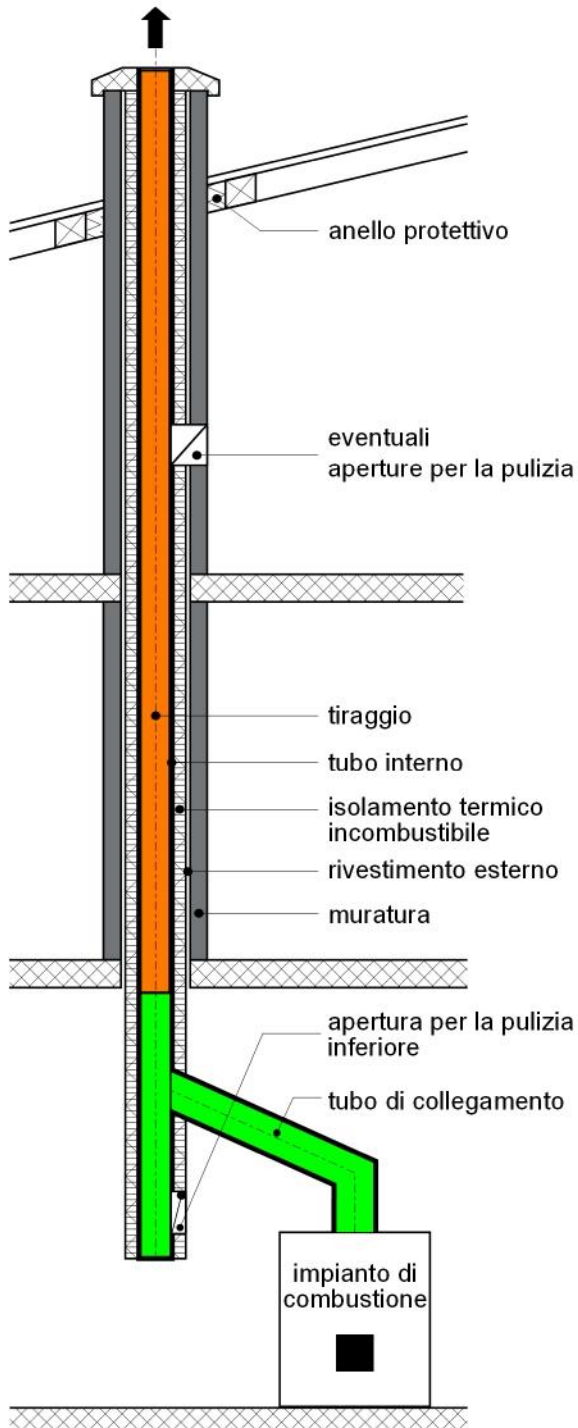 anello protettivo
eventuali
aperture per la pulizia
tiraggio
tubo interno
isolamento termico
incombustibile
rivestimento esterno
muratura
apertura per la pulizia
inferiore
tubo di collegamento
impianto di
combustione